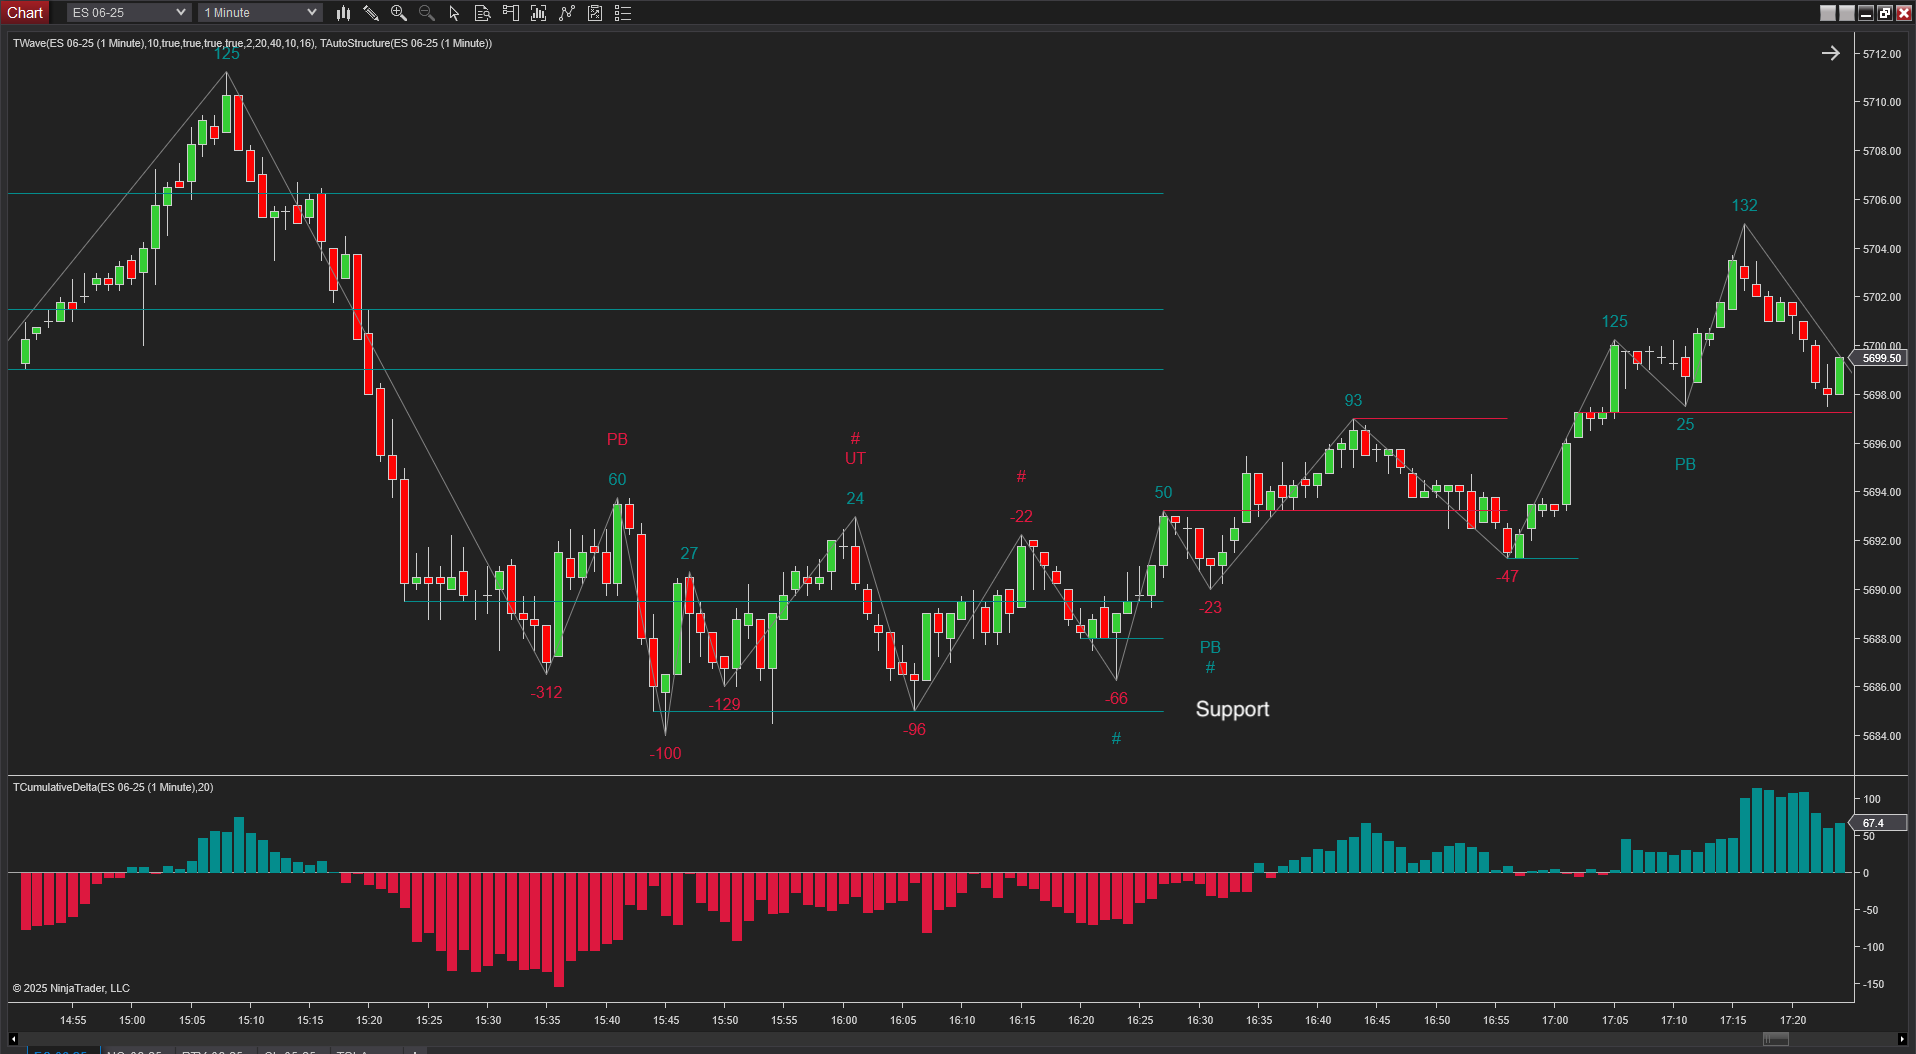 Chart ES 06-25 1 Minute
TWave(ES 06-25 (1 Minute),10,true,true,true,true,2,20,40,10,16), TAutoStructure(ES 06-25 (1 Minute))
125
5712.00
5710.00
5708.00
5706.00
132
5704.00
5702.00
125
5700.00
5699.50
5698.00
93
25
PB # 5696.00
UT PB
# 
60 24 50 5694.00
-22
27 5692.00
-47
5690.00
-23
PB 5688.00
#
-312 -129 -66 5686.00
Support
-96 # 5684.00
-100
TCumulativeDelta(ES 06-25 (1 Minute),20)
100
67.4
50
0
-50
-100
-150
© 2025 NinjaTrader, LLC
14:55 15:00 15:05 15:10 15:15 15:20 15:25 15:30 15:35 15:40 15:45 15:50 15:55 16:00 16:05 16:10 16:15 16:20 16:25 16:30 16:35 16:40 16:45 16:50 16:55 17:00 17:05 17:10 17:15 17:20